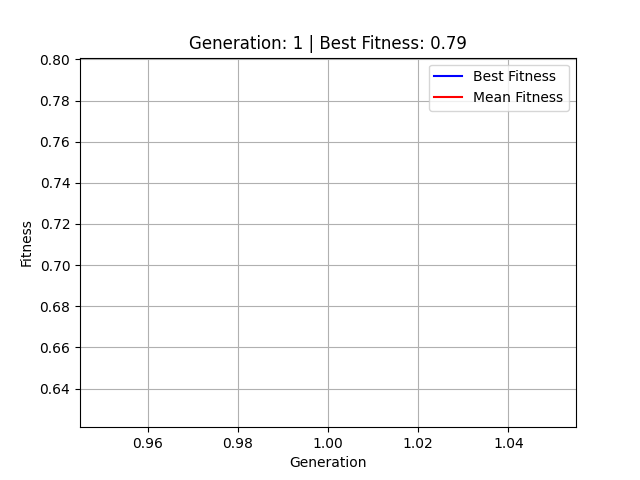 Generation: 1 | Best Fitness: 0.79
Best Fitness
Mean Fitness
0.80
0.78
0.76
0.74
0.72
0.70
0.68
0.66
0.64
Fitness
0.96 0.98 1.00 1.02 1.04
Generation